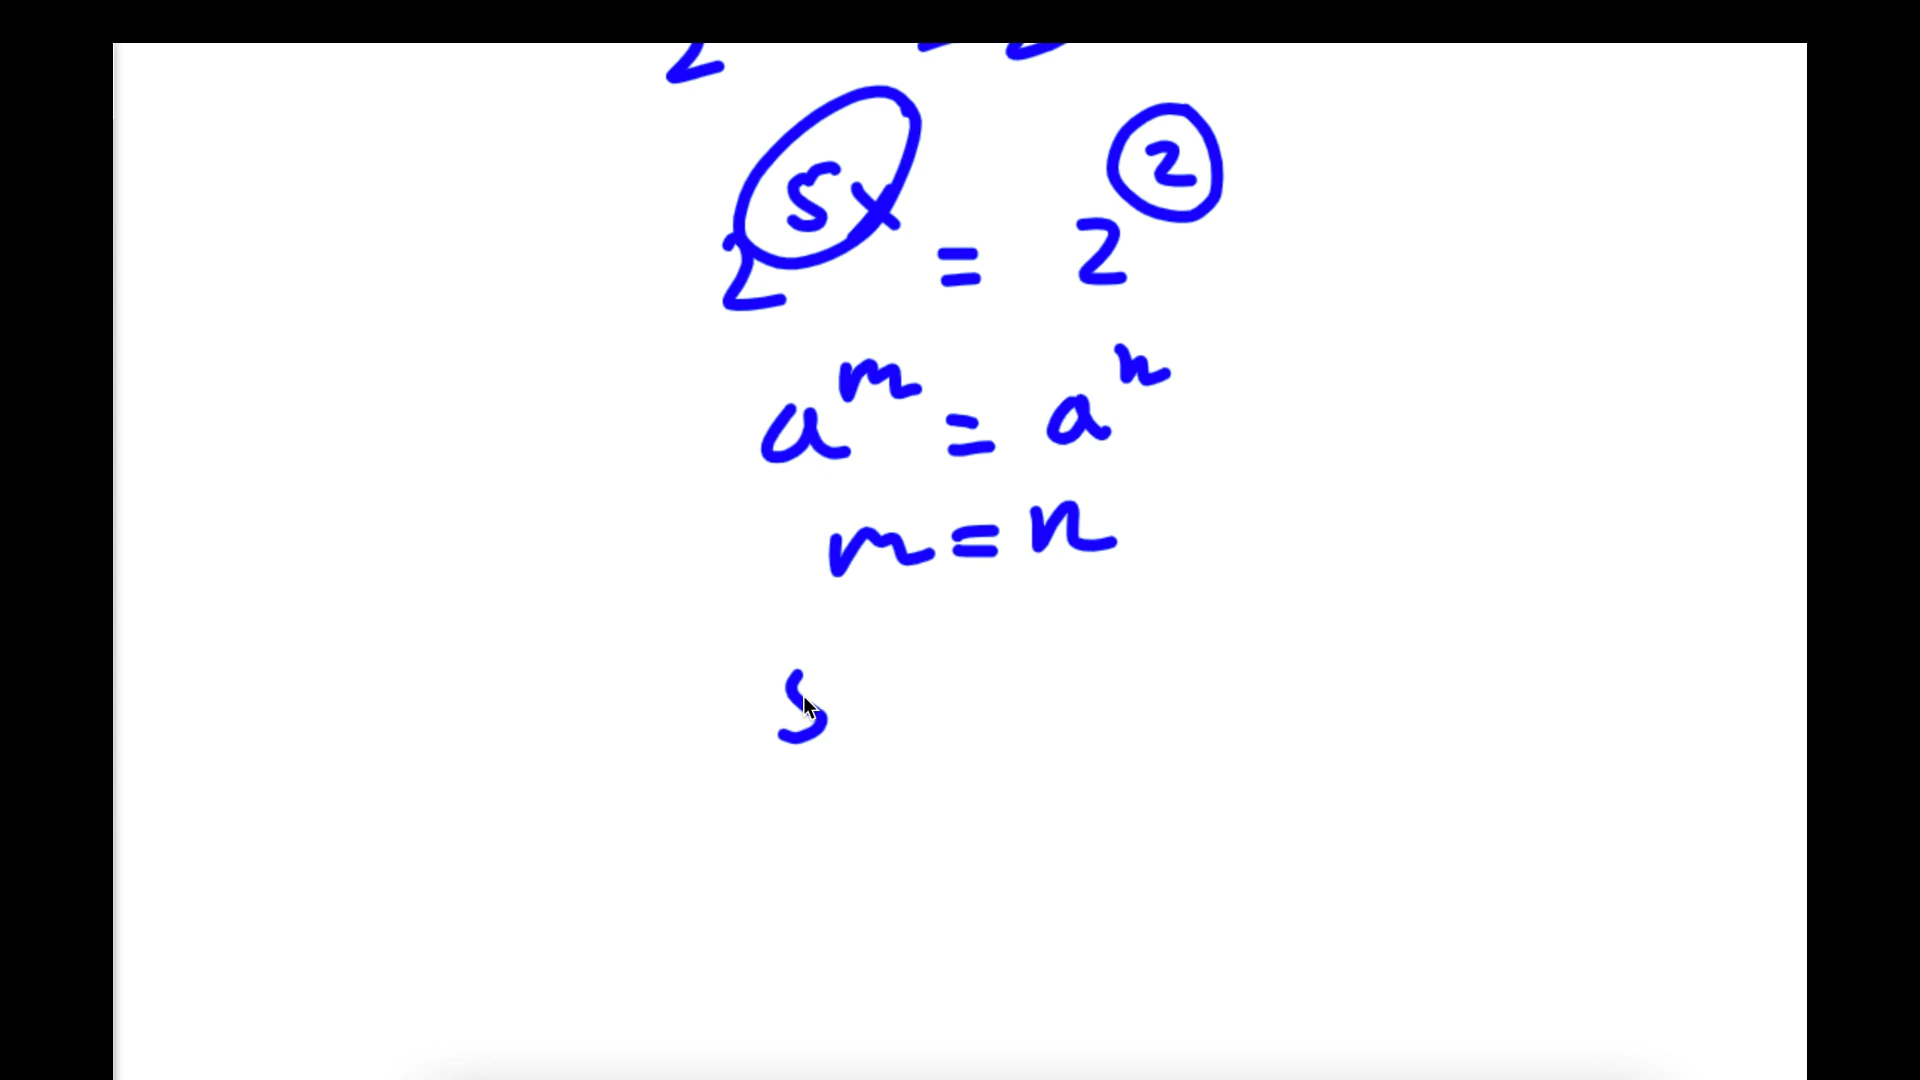 2^5x = 2^2
a^m = a^n
m = n
5